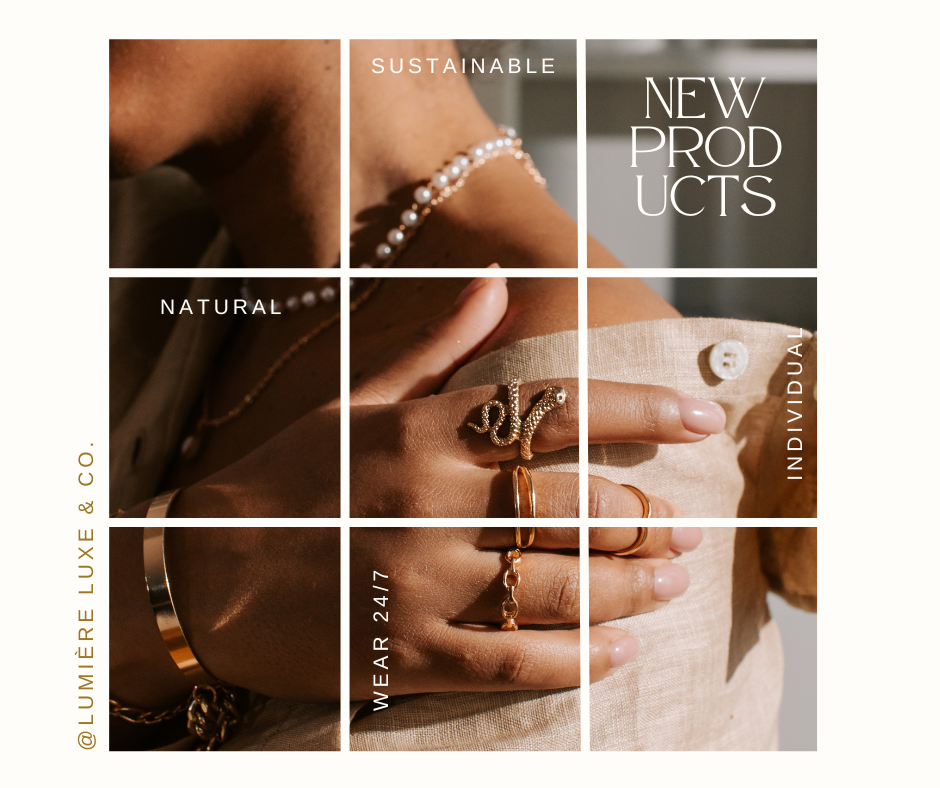 SUSTAINABLE
NEW
PROD
UCTS
NATURAL
INDIVIDUAL
WEAR 24/7
@LUMIÈRE LUXE & CO.